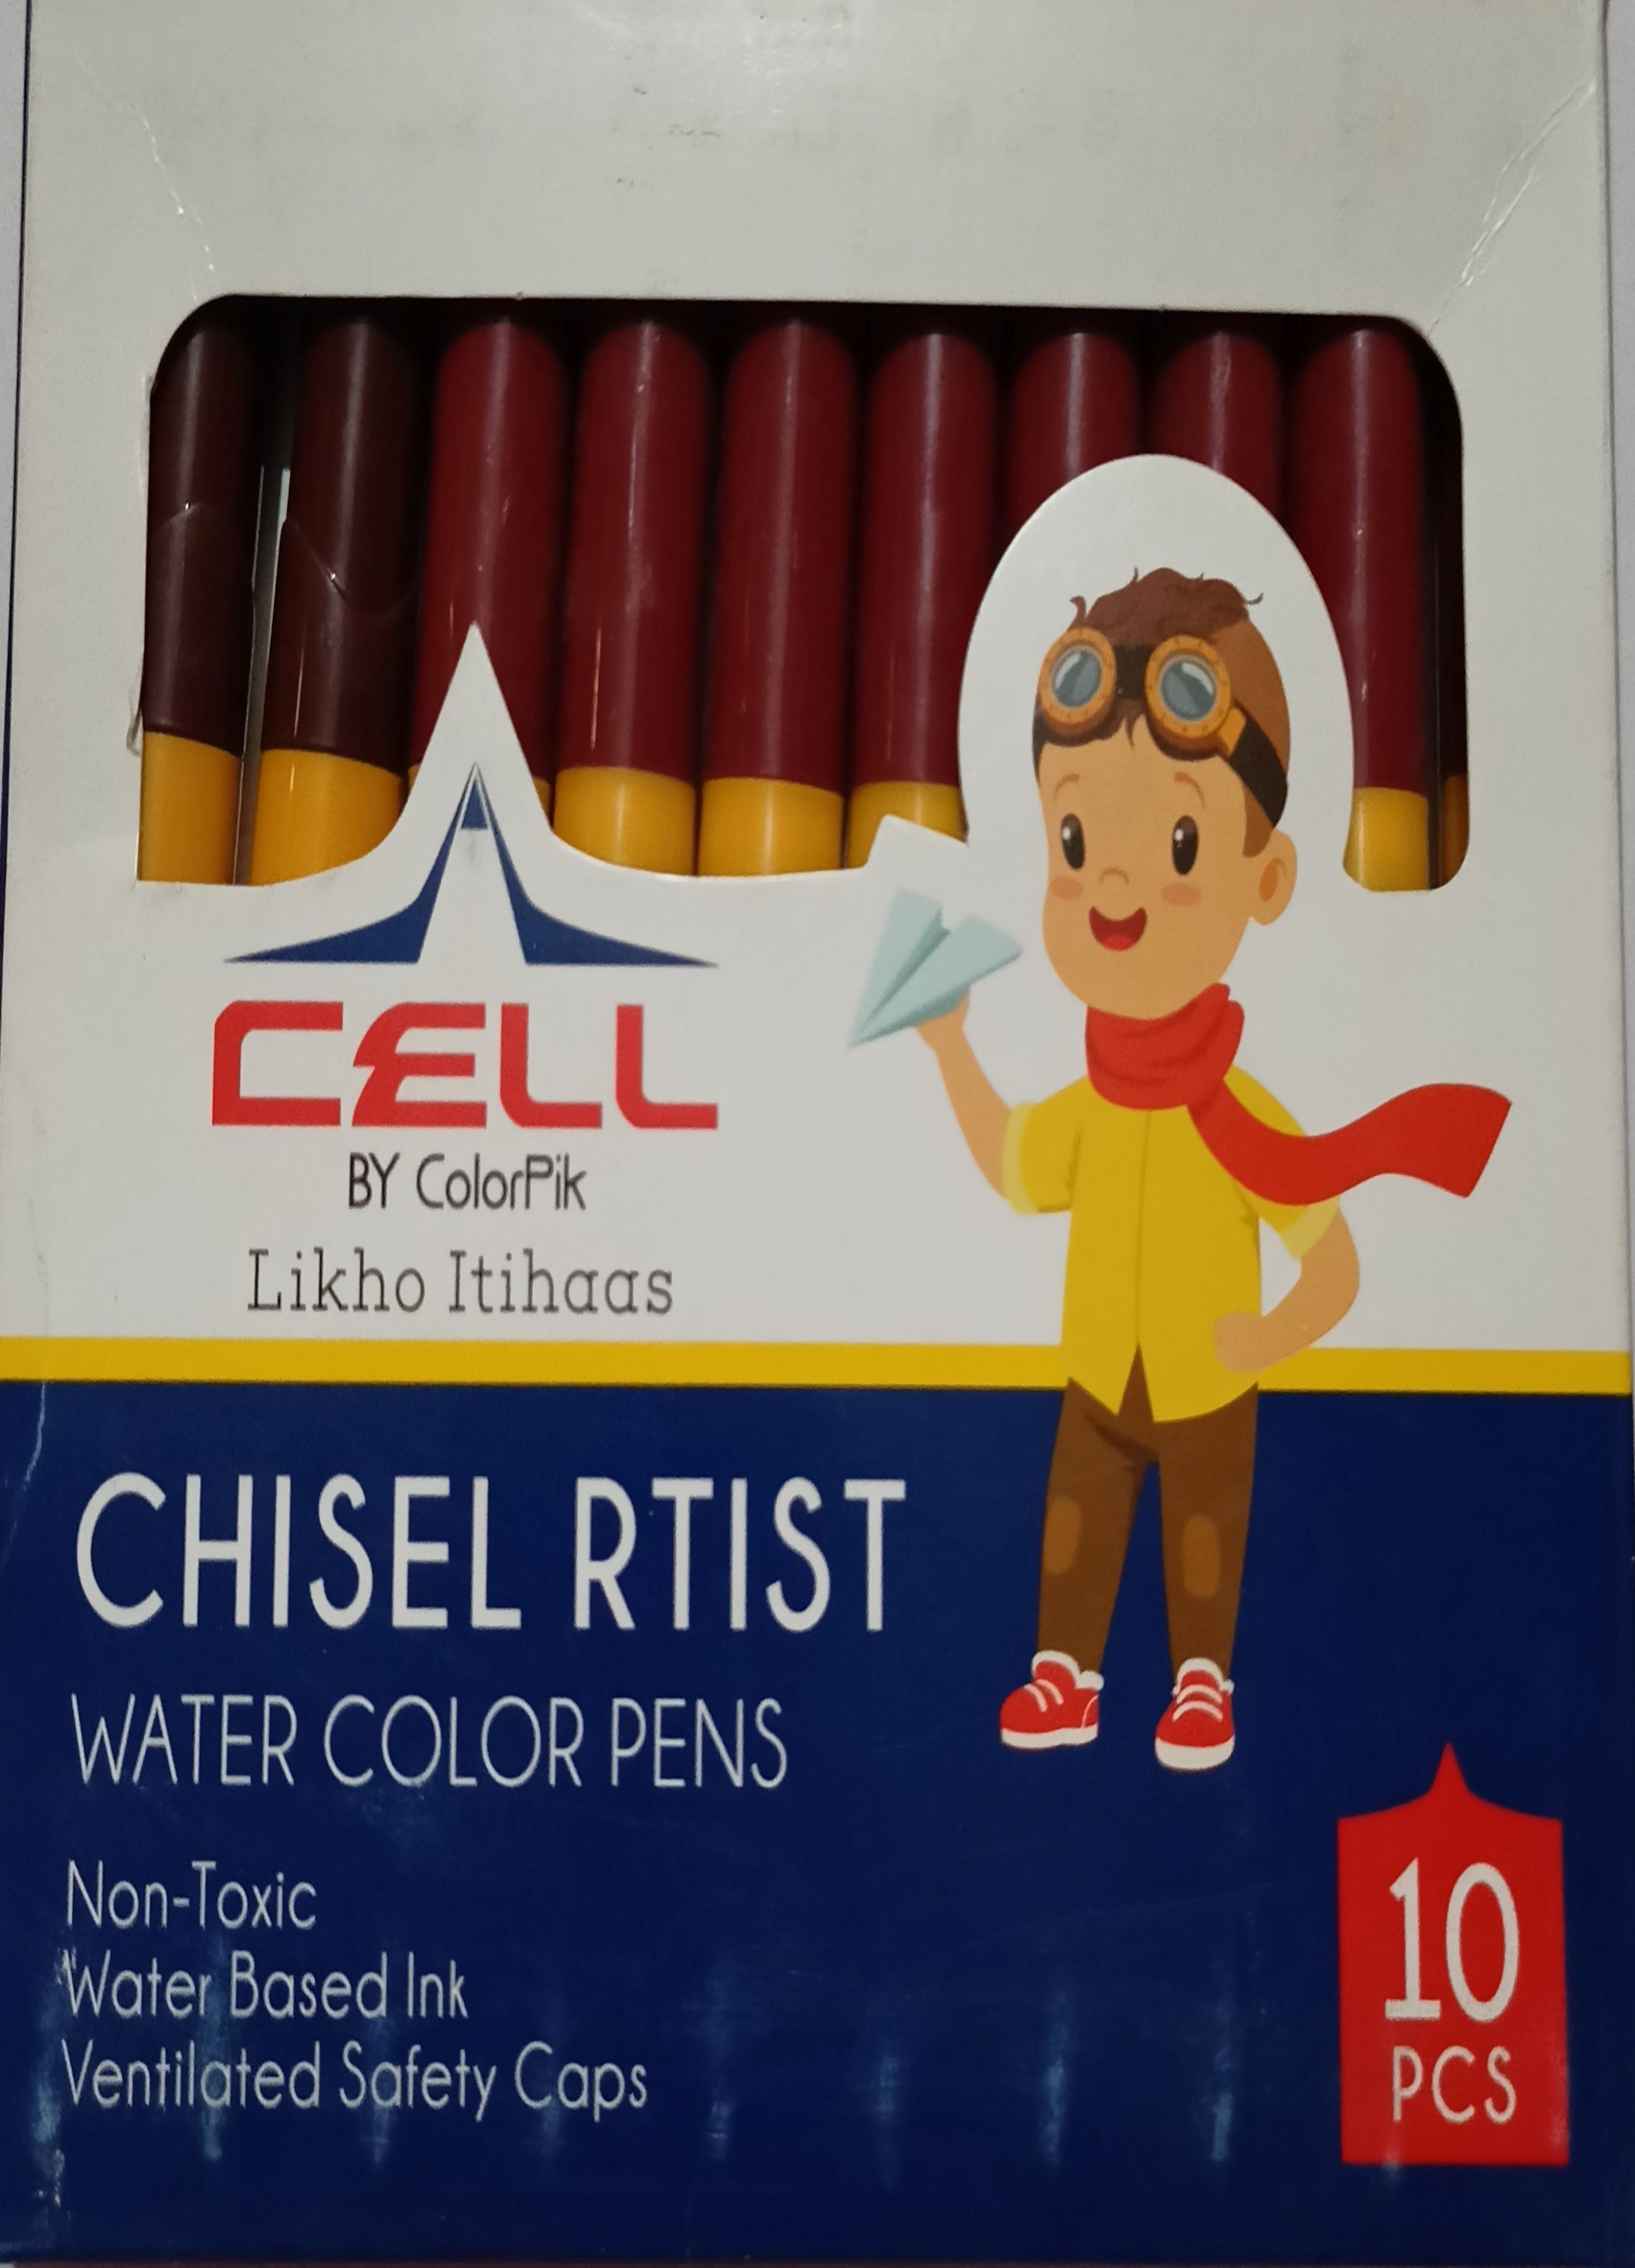 CELL
BY ColorPik
Likho Itihaas
CHISEL RTIST
WATER COLOR PENS
Non-Toxic
Water Based Ink
Ventilated Safety Caps
10
PCS